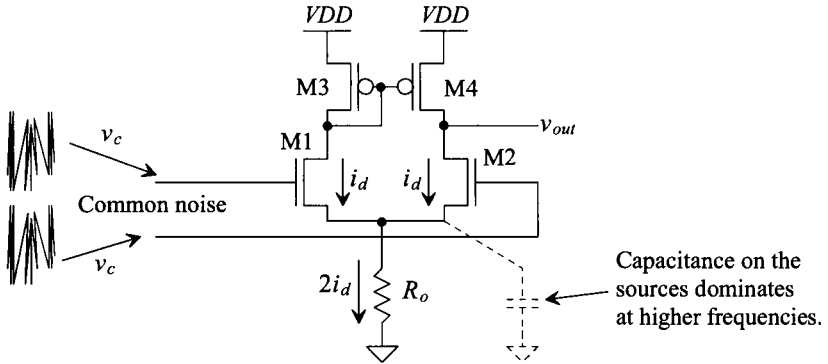 VDD VDD
M3 M4
v_c M1 v_out
M2
i_d i_d
Common noise
v_c
2i_d R_o
Capacitance on the
sources dominates
at higher frequencies.